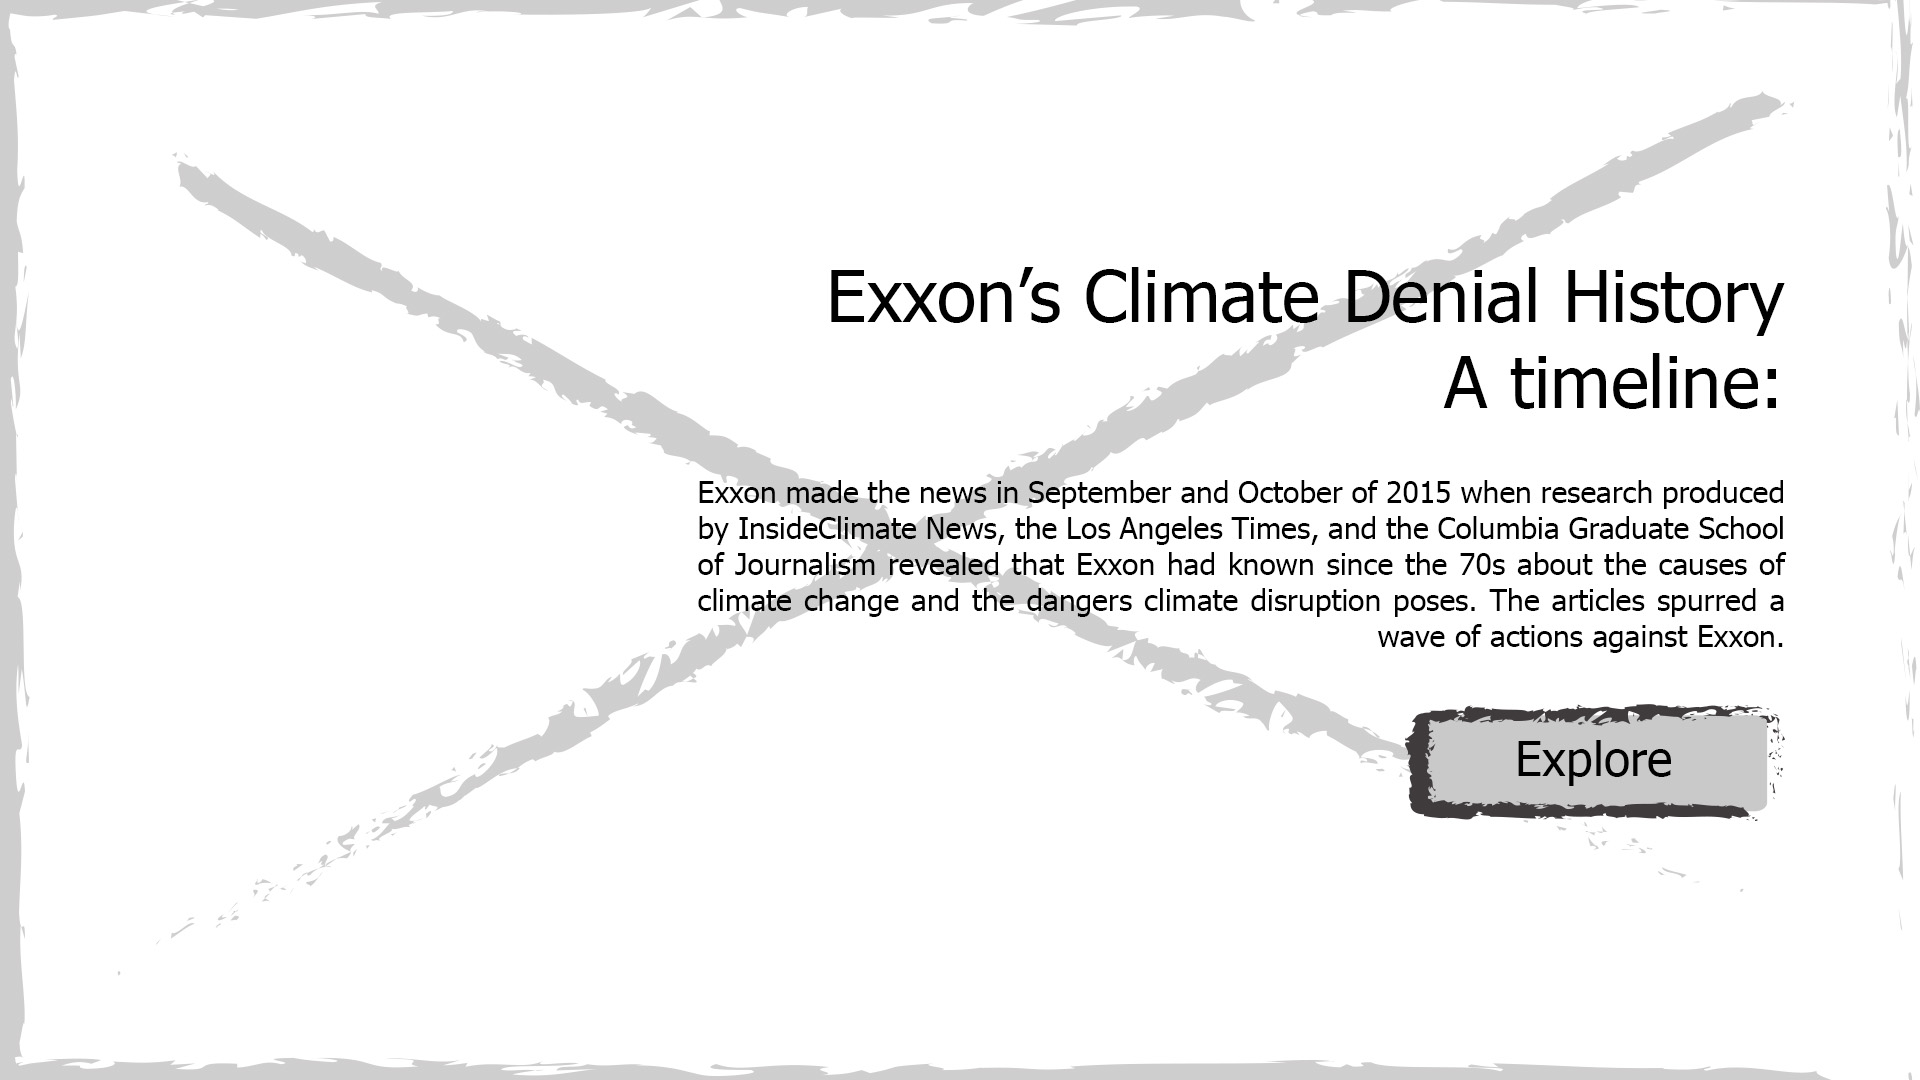 Exxon’s Climate Denial History
A timeline:
Exxon made the news in September and October of 2015 when research produced
by InsideClimate News, the Los Angeles Times, and the Columbia Graduate School
of Journalism revealed that Exxon had known since the 70s about the causes of
climate change and the dangers climate disruption poses. The articles spurred a
wave of actions against Exxon.
Explore